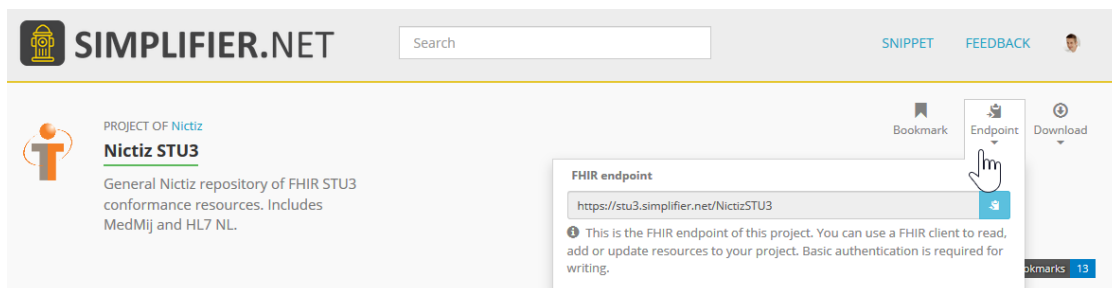 SIMPLIFIER.NET
Search
SNIPPET FEEDBACK
PROJECT OF Nictiz
Nictiz STU3
General Nictiz repository of FHIR STU3
conformance resources. Includes
MedMij and HL7 NL.
Bookmark Endpoint Download
FHIR endpoint
https://stu3.simplifier.net/NictizSTU3
This is the FHIR endpoint of this project. You can use a FHIR client to read,
add or update resources to your project. Basic authentication is required for
writing.
okmarks 13